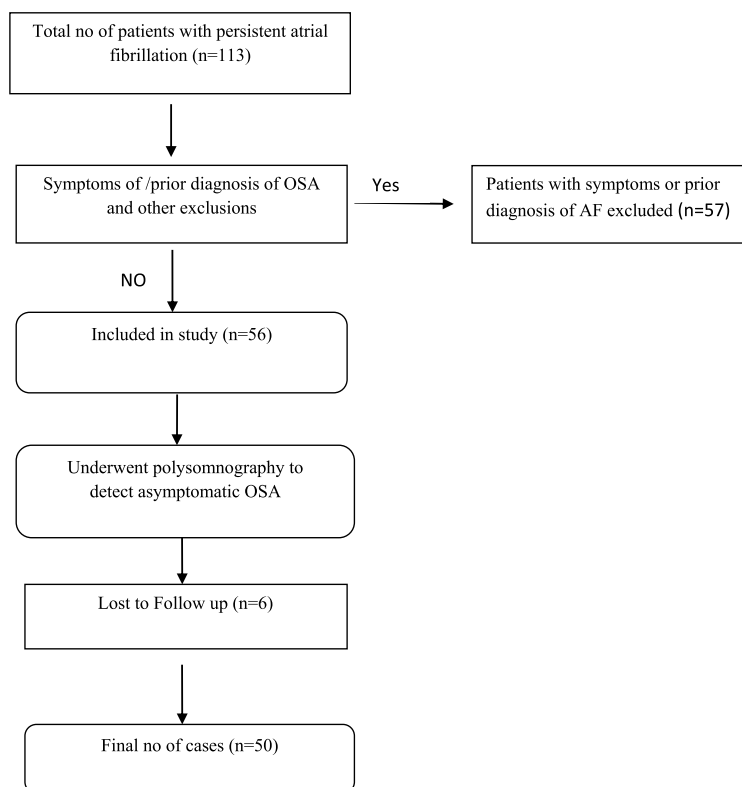 Total no of patients with persistent atrial
fibrillation (n=113)
Symptoms of /prior diagnosis of OSA
and other exclusions
Yes
Patients with symptoms or prior
diagnosis of AF excluded (n=57)
NO
Included in study (n=56)
Underwent polysomnography to
detect asymptomatic OSA
Lost to Follow up (n=6)
Final no of cases (n=50)